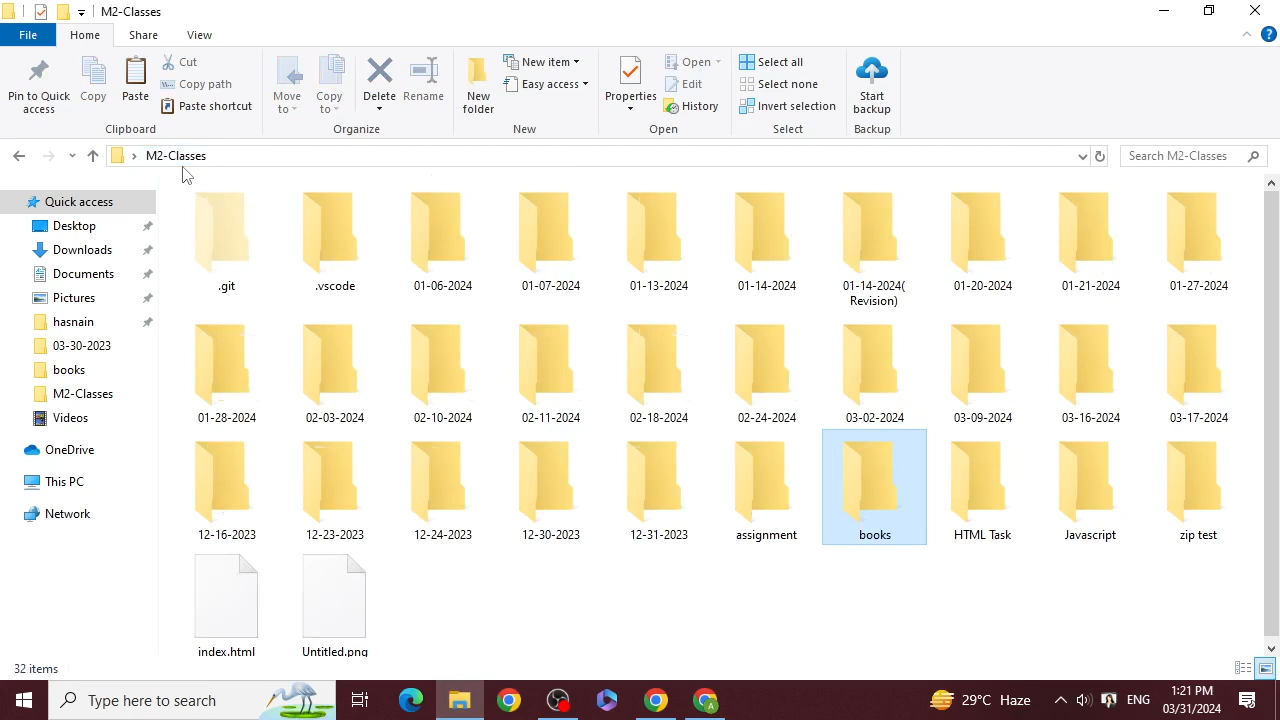 M2-Classes
File Home Share View
Pin to Quick access
Copy
Paste
Cut
Copy path
Paste shortcut
Clipboard
Move to
Copy to
Delete
Rename
Organize
New folder
New item
Easy access
New
Properties
Open
Edit
History
Open
Select all
Select none
Invert selection
Select
Start backup
Backup
M2-Classes
Search M2-Classes
Quick access
Desktop
Downloads
Documents
Pictures
hasnain
03-30-2023
books
M2-Classes
Videos
OneDrive
This PC
Network
.git .vscode 01-06-2024 01-07-2024 01-13-2024 01-14-2024 01-14-2024( Revision) 01-20-2024 01-21-2024 01-27-2024
01-28-2024 02-03-2024 02-10-2024 02-11-2024 02-18-2024 02-24-2024 03-02-2024 03-09-2024 03-16-2024 03-17-2024
12-16-2023 12-23-2023 12-24-2023 12-30-2023 12-31-2023 assignment books HTML Task Javascript zip test
index.html Untitled.png
32 items
Type here to search
29°C Haze
ENG
1:21 PM
03/31/2024